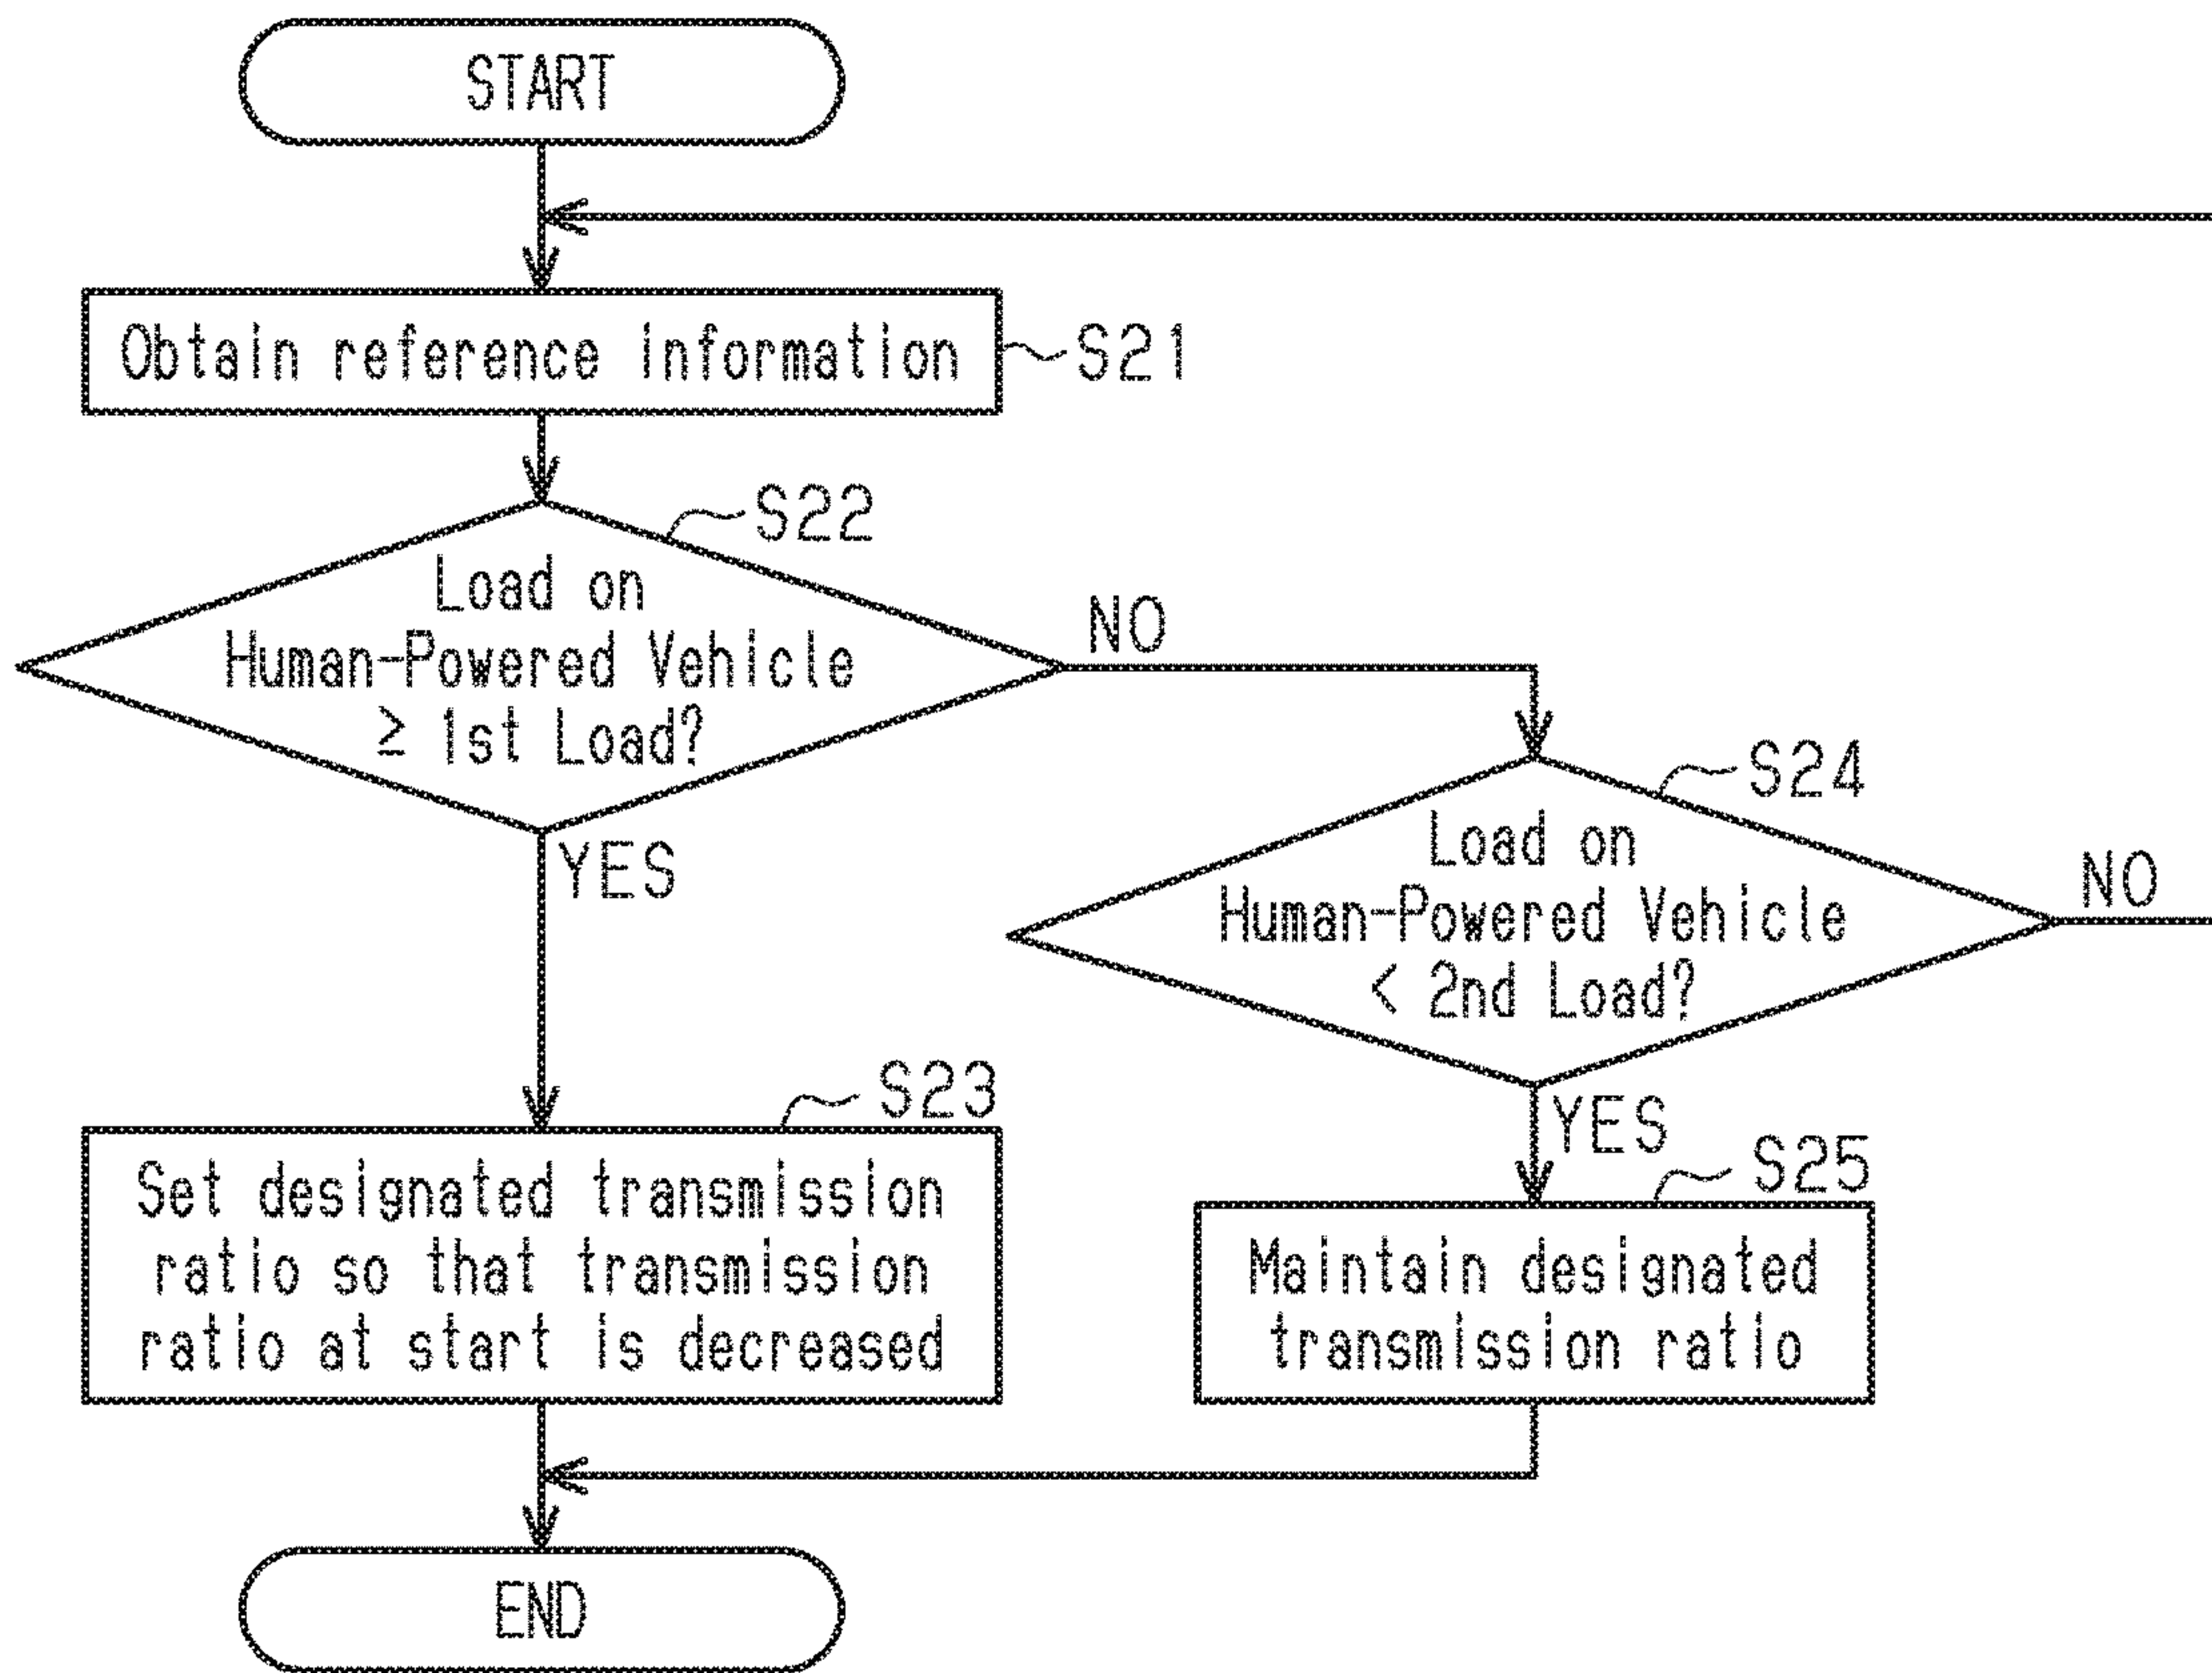 START
Obtain reference information
S21
S22
Load on
Human-Powered Vehicle
≥ 1st Load?
NO
YES
S24
Load on
Human-Powered Vehicle
< 2nd Load?
NO
YES
S23
Set designated transmission
ratio so that transmission
ratio at start is decreased
S25
Maintain designated
transmission ratio
END